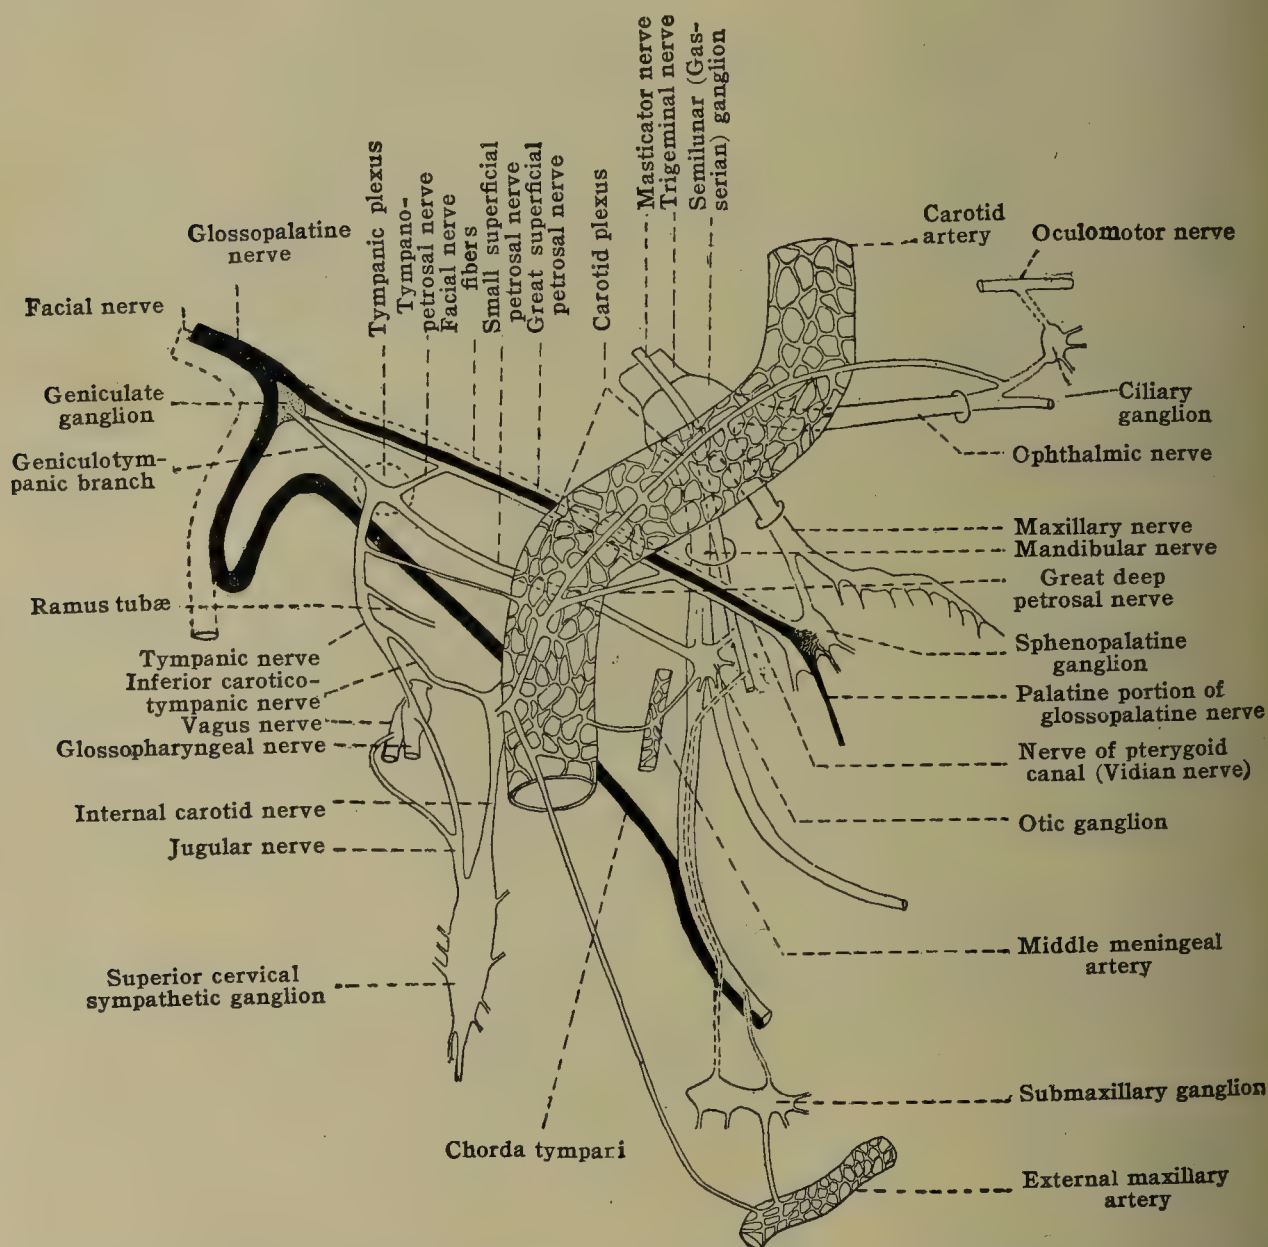 Masticator nerve
Trigeminal nerve
Semilunar (Gas-
serian) ganglion
Tympanic plexus
Tympano-
petrosal nerve
Facial nerve
fibers
Small superficial
petrosal nerve
Great superficial
petrosal nerve
Carotid plexus
Glossopalatine
nerve
Carotid
artery
Oculomotor nerve
Facial nerve
Geniculate
ganglion
Ciliary
ganglion
Geniculotym-
panic branch
Ophthalmic nerve
Maxillary nerve
Mandibular nerve
Great deep
petrosal nerve
Ramus tubæ
Sphenopalatine
ganglion
Tympanic nerve
Inferior carotico-
tympanic nerve
Vagus nerve
Glossopharyngeal nerve
Palatine portion of
glossopalatine nerve
Nerve of pterygoid
canal (Vidian nerve)
Internal carotid nerve
Otic ganglion
Jugular nerve
Middle meningeal
artery
Superior cervical
sympathetic ganglion
Submaxillary ganglion
Chorda tympari
External maxillary
artery